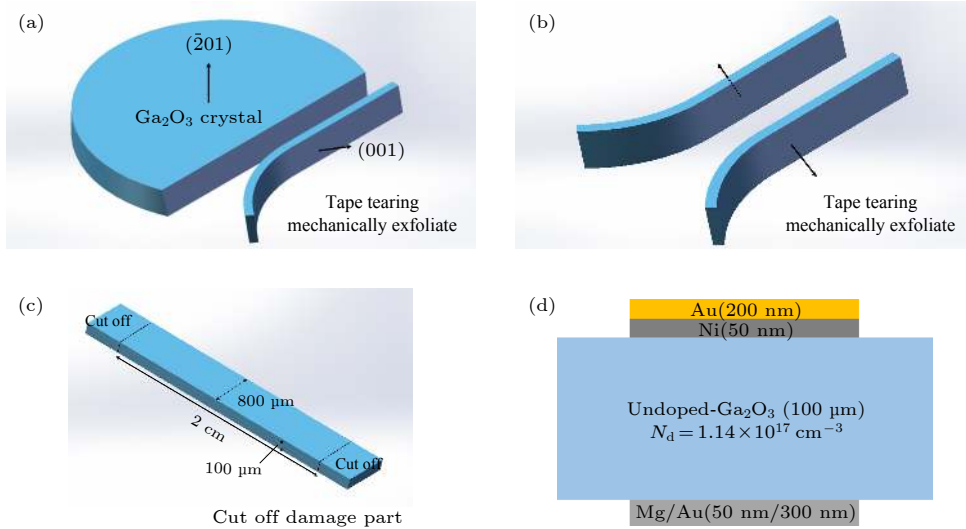 (a)
(2̄01)
Ga₂O₃ crystal
(001)
Tape tearing
mechanically exfoliate
(b)
Tape tearing
mechanically exfoliate
(c)
Cut off
800 µm
2 cm
100 µm
Cut off
Cut off damage part
(d)
Au(200 nm)
Ni(50 nm)
Undoped-Ga₂O₃ (100 µm)
N_d=1.14×10¹⁷ cm⁻³
Mg/Au(50 nm/300 nm)